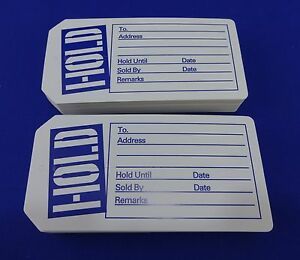 HOLD
To.
Address
Hold Until Date
Sold By Date
Remarks
HOLD
To.
Address
Hold Until Date
Sold By Date
Remarks